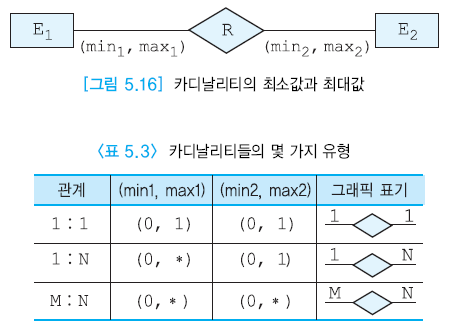 E1 R E2
(min1, max1) (min2, max2)
[그림 5.16] 카디날리티의 최소값과 최대값
〈표 5.3〉 카디날리티들의 몇 가지 유형
관계 (min1, max1) (min2, max2) 그래픽 표기
1 : 1 (0, 1) (0, 1) 1 1
1 : N (0, *) (0, 1) 1 N
M : N (0, *) (0, *) M N